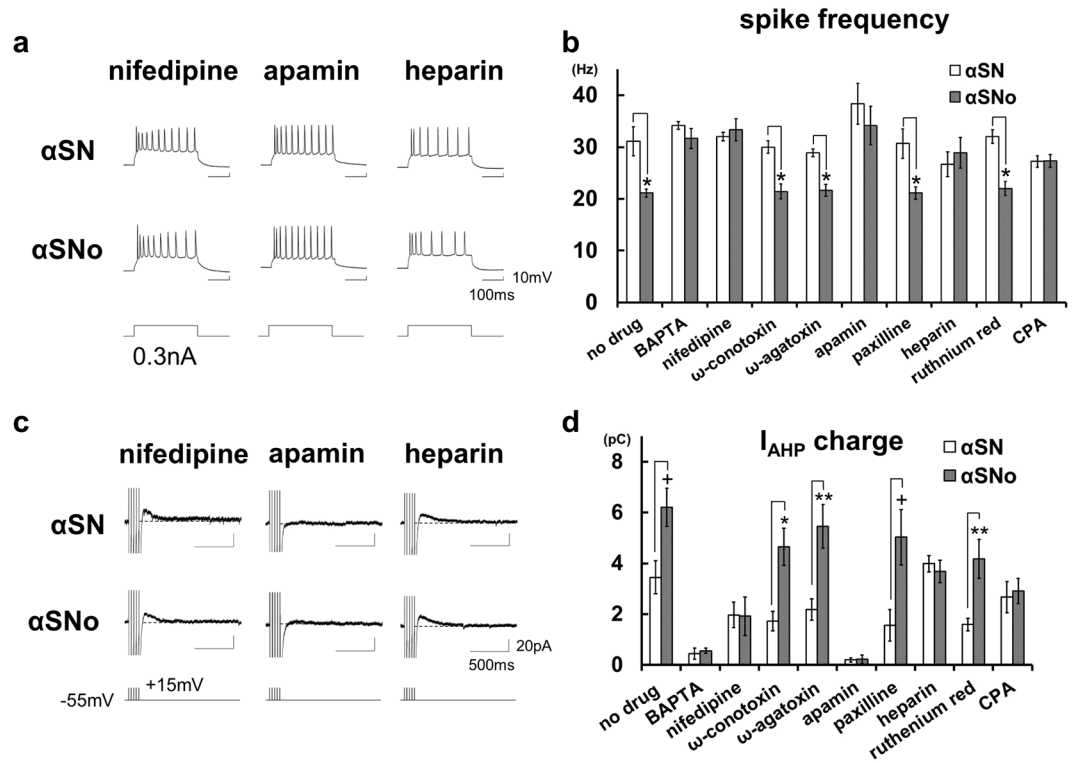 a
nifedipine apamin heparin
αSN
αSNo
10mV
100ms
0.3nA
spike frequency
b
(Hz)
αSN
αSNo
40
30
20
10
0
* * * * *
no drug BAPTA nifedipine ω-conotoxin ω-agatoxin apamin paxilline heparin ruthnium red CPA
c
nifedipine apamin heparin
αSN
αSNo
20pA
500ms
-55mV +15mV
d
(pC)
IAHP charge
αSN
αSNo
8
6
4
2
0
+ * ** + **
no drug BAPTA nifedipine ω-conotoxin ω-agatoxin apamin paxilline heparin ruthenium red CPA